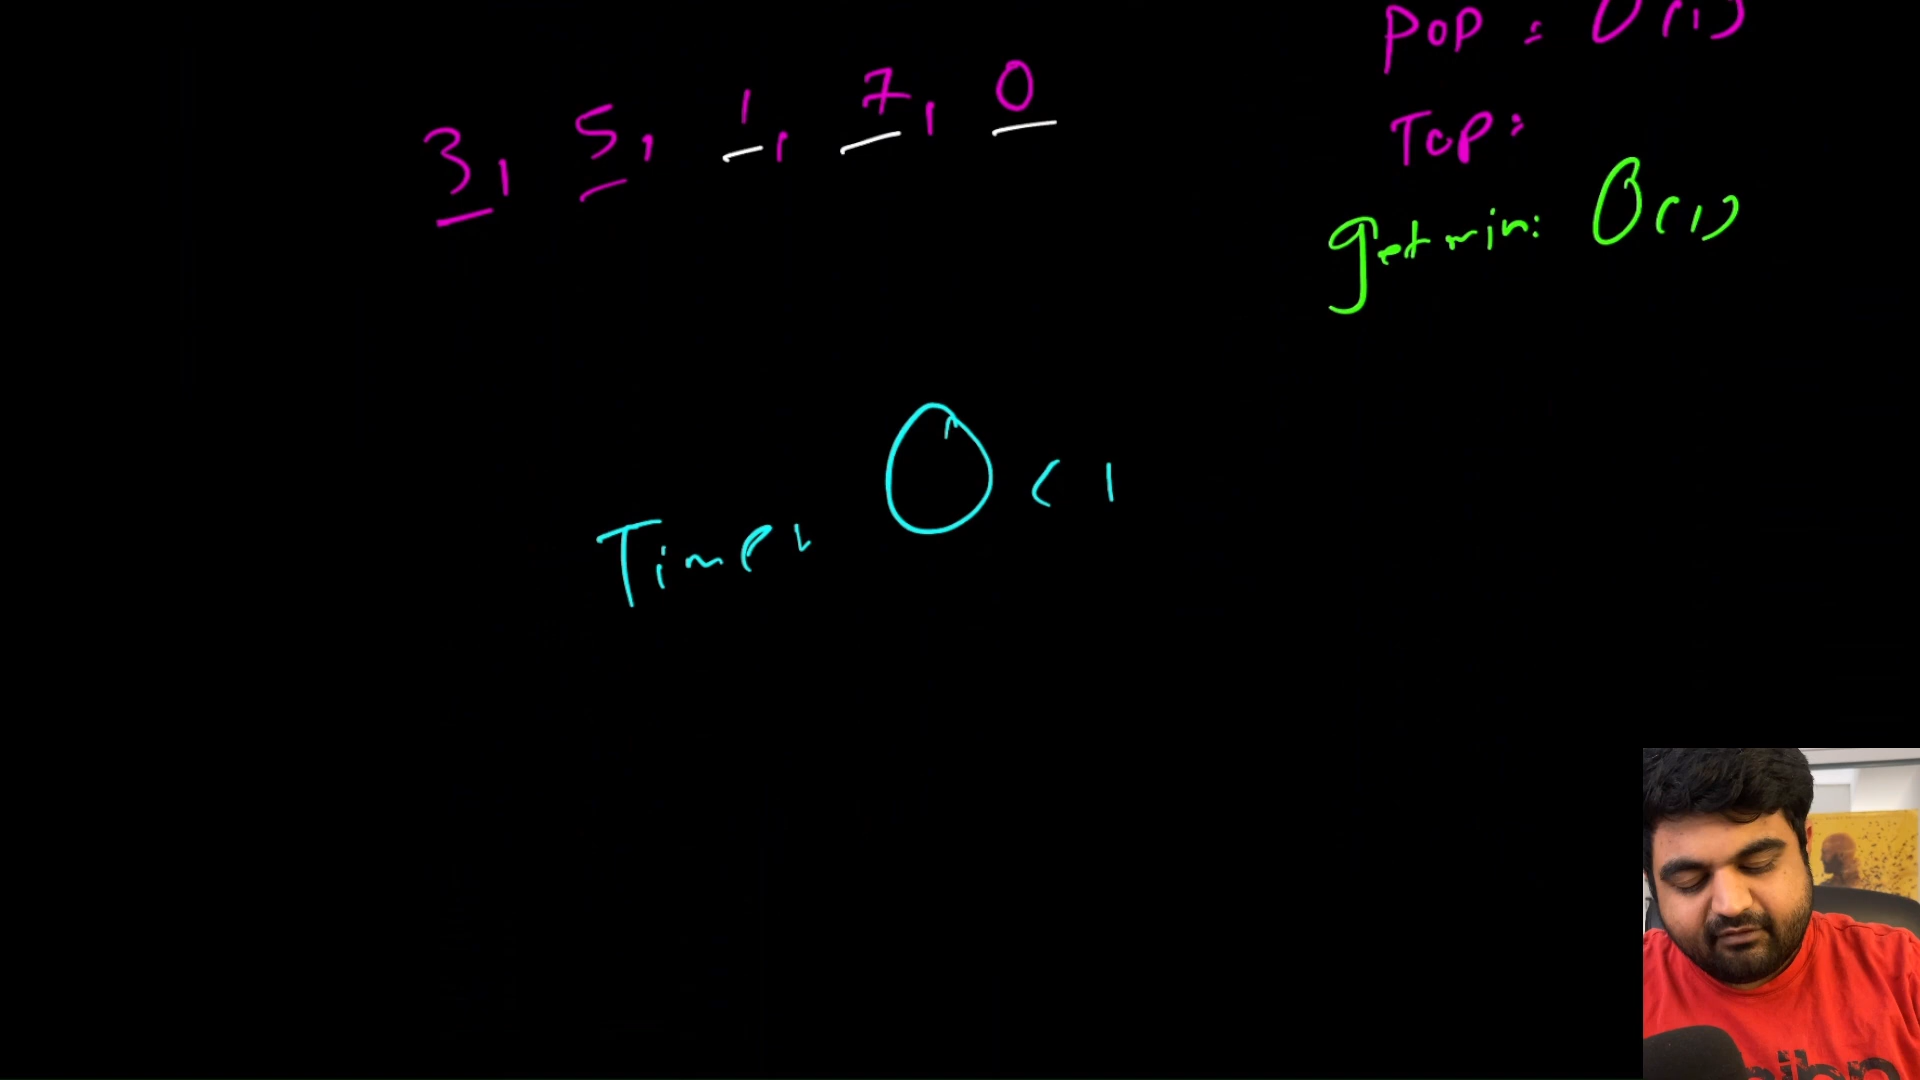 pop: O(1)
3, 5, 1, 7, 0
Top:
getmin: O(1)
Time: O(1